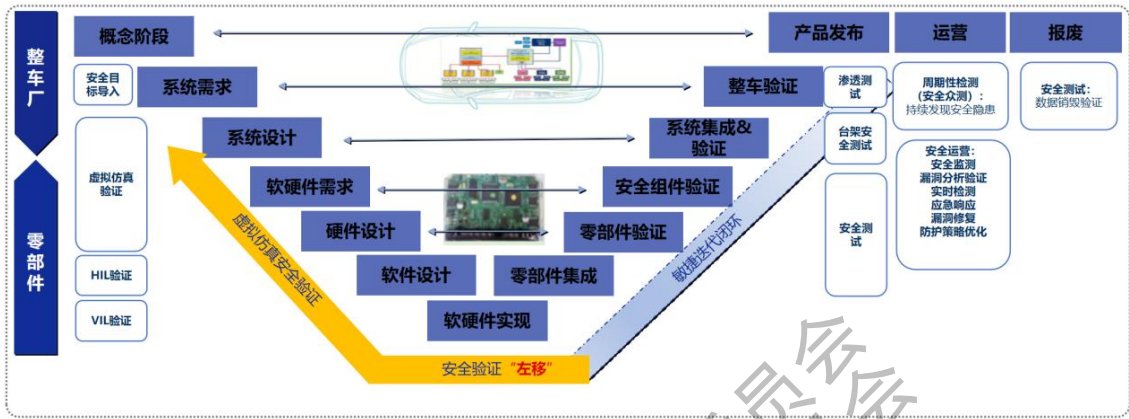 整车厂
零部件
概念阶段
产品发布
运营
报废
安全目
标导入
系统需求
整车验证
渗透测
试
周期性检测
（安全众测）：
持续发现安全隐患
安全测试：
数据销毁验证
系统设计
系统集成&
验证
台架安
全测试
虚拟仿真
验证
软硬件需求
安全组件验证
安全运营：
安全监测
漏洞分析验证
实时检测
应急响应
漏洞修复
防护策略优化
硬件设计
零部件验证
安全测
试
虚拟仿真安全验证
敏捷迭代闭环
HIL验证
软件设计
零部件集成
VIL验证
软硬件实现
安全验证“左移”
员会
会